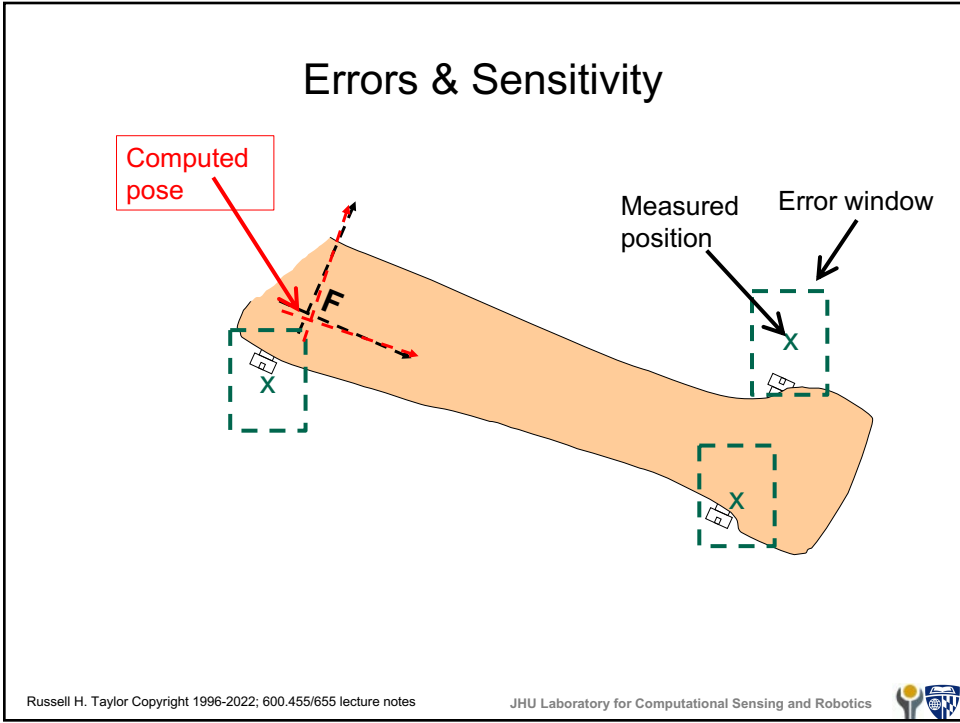 Errors & Sensitivity
Computed
pose
Measured
position
Error window
F
x
x
x
Russell H. Taylor Copyright 1996-2022; 600.455/655 lecture notes
JHU Laboratory for Computational Sensing and Robotics